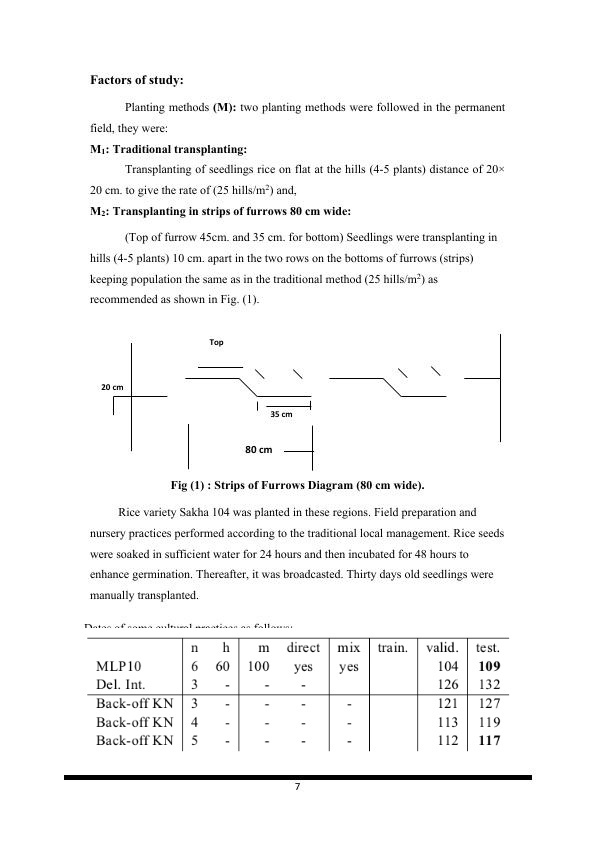 Factors of study:
Planting methods (M): two planting methods were followed in the permanent
field, they were:
M₁: Traditional transplanting:
Transplanting of seedlings rice on flat at the hills (4-5 plants) distance of 20×
20 cm. to give the rate of (25 hills/m²) and,
M₂: Transplanting in strips of furrows 80 cm wide:
(Top of furrow 45cm. and 35 cm. for bottom) Seedlings were transplanting in
hills (4-5 plants) 10 cm. apart in the two rows on the bottoms of furrows (strips)
keeping population the same as in the traditional method (25 hills/m²) as
recommended as shown in Fig. (1).
Top
20 cm
35 cm
80 cm
Fig (1) : Strips of Furrows Diagram (80 cm wide).
Rice variety Sakha 104 was planted in these regions. Field preparation and
nursery practices performed according to the traditional local management. Rice seeds
were soaked in sufficient water for 24 hours and then incubated for 48 hours to
enhance germination. Thereafter, it was broadcasted. Thirty days old seedlings were
manually transplanted.
Dates of some cultural practices as follows:
n h m direct mix train. valid. test.
MLP10 6 60 100 yes yes 104 109
Del. Int. 3 - - - 126 132
Back-off KN 3 - - - - 121 127
Back-off KN 4 - - - - 113 119
Back-off KN 5 - - - - 112 117
7